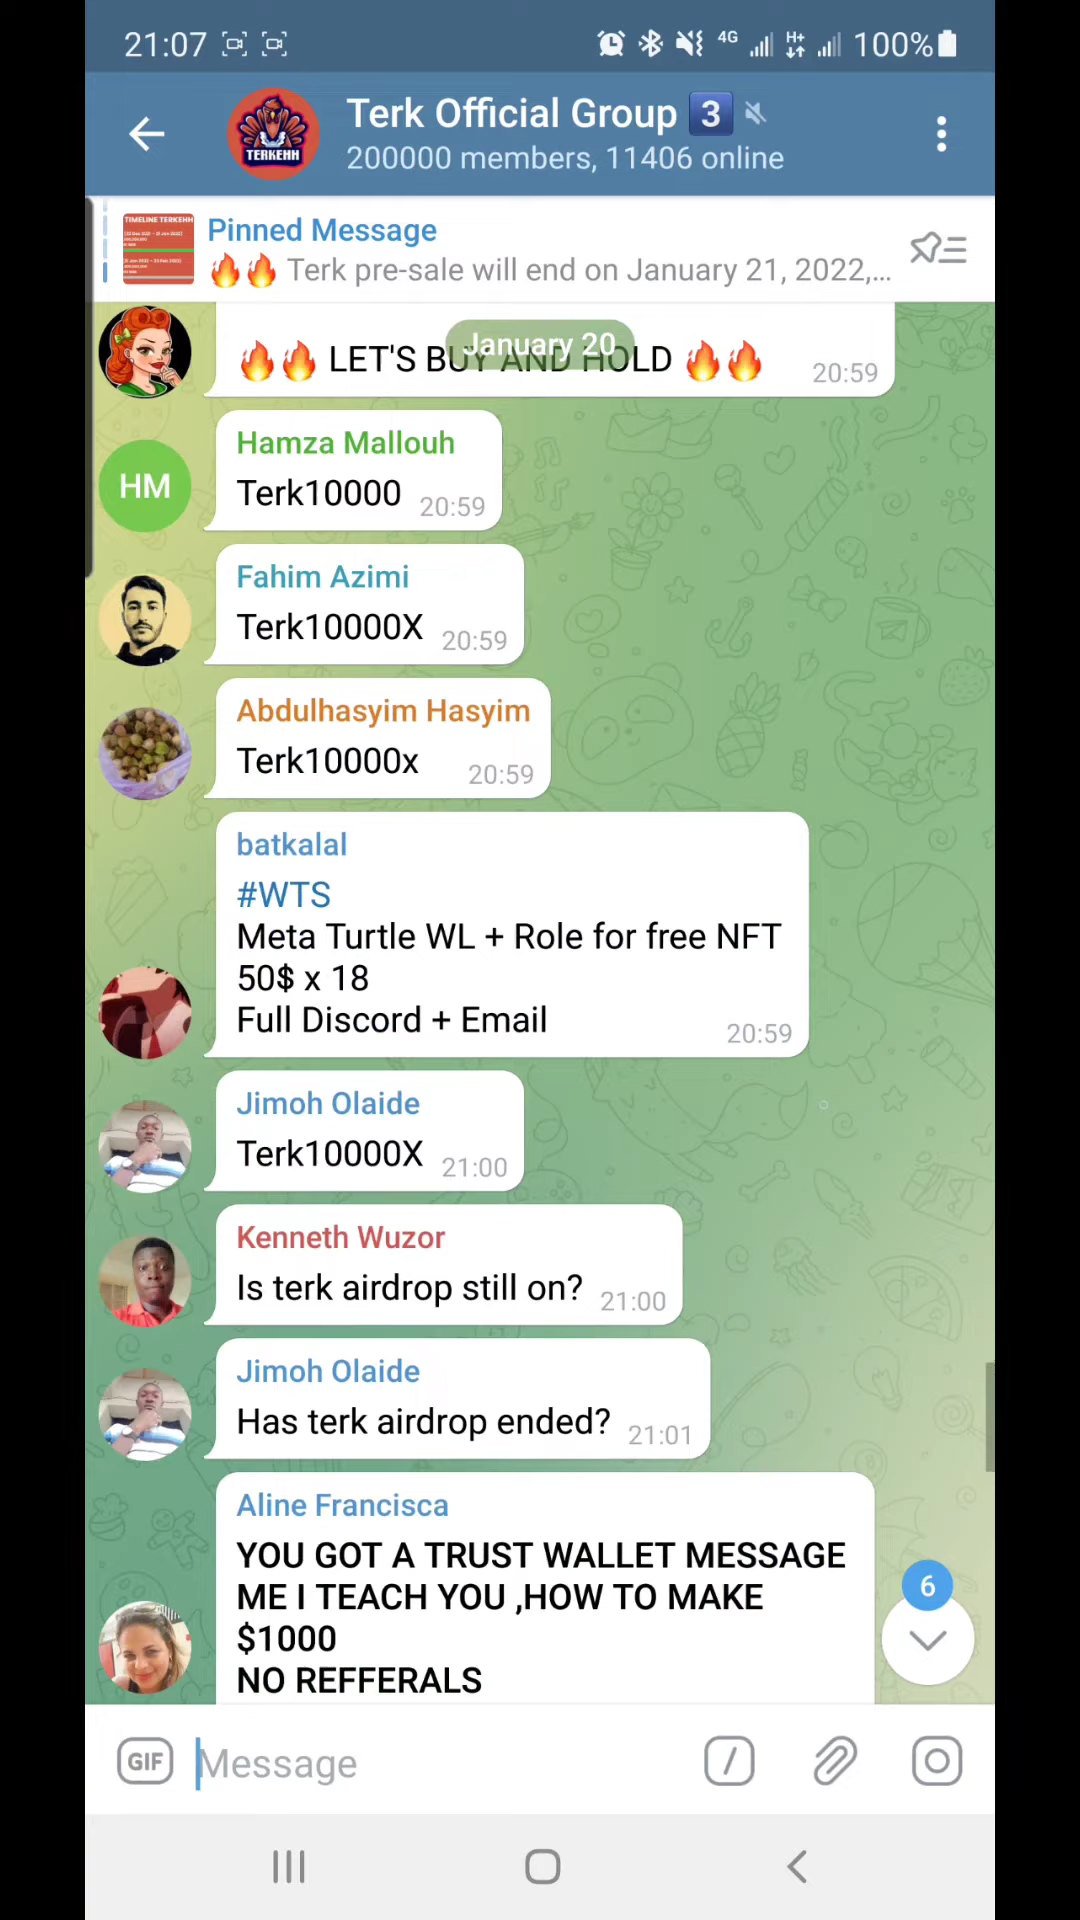 21:07 4G H+ 100%
TERKEHH
Terk Official Group 3
200000 members, 11406 online
TIMELINE TERKEHH
Pinned Message
🔥🔥 Terk pre-sale will end on January 21, 2022,...
January 20
🔥🔥 LET'S BUY AND HOLD 🔥🔥 20:59
HM
Hamza Mallouh
Terk10000 20:59
Fahim Azimi
Terk10000X 20:59
Abdulhasyim Hasyim
Terk10000x 20:59
batkalal
#WTS
Meta Turtle WL + Role for free NFT
50$ x 18
Full Discord + Email 20:59
Jimoh Olaide
Terk10000X 21:00
Kenneth Wuzor
Is terk airdrop still on? 21:00
Jimoh Olaide
Has terk airdrop ended? 21:01
Aline Francisca
YOU GOT A TRUST WALLET MESSAGE
ME I TEACH YOU ,HOW TO MAKE
$1000
NO REFFERALS
6
GIF Message